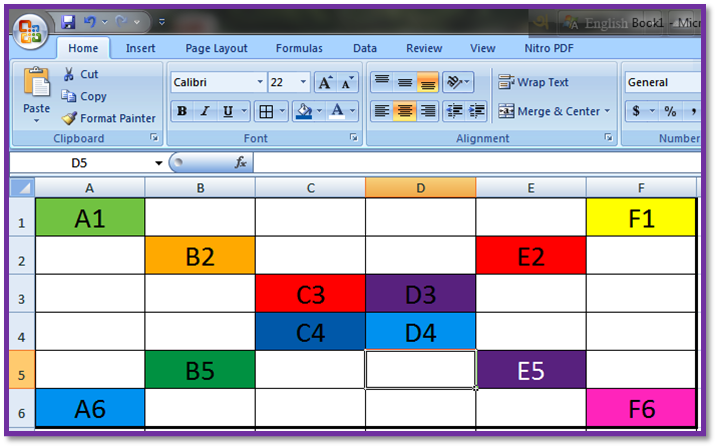 English Book1 - Mic
Home Insert Page Layout Formulas Data Review View Nitro PDF
Paste
Cut
Copy
Format Painter
Clipboard
Calibri 22 A A
B I U A
Font
Wrap Text
Merge & Center
Alignment
General
$ % ,
Number
D5 fx
A B C D E F
1 A1 F1
2 B2 E2
3 C3 D3
4 C4 D4
5 B5 E5
6 A6 F6